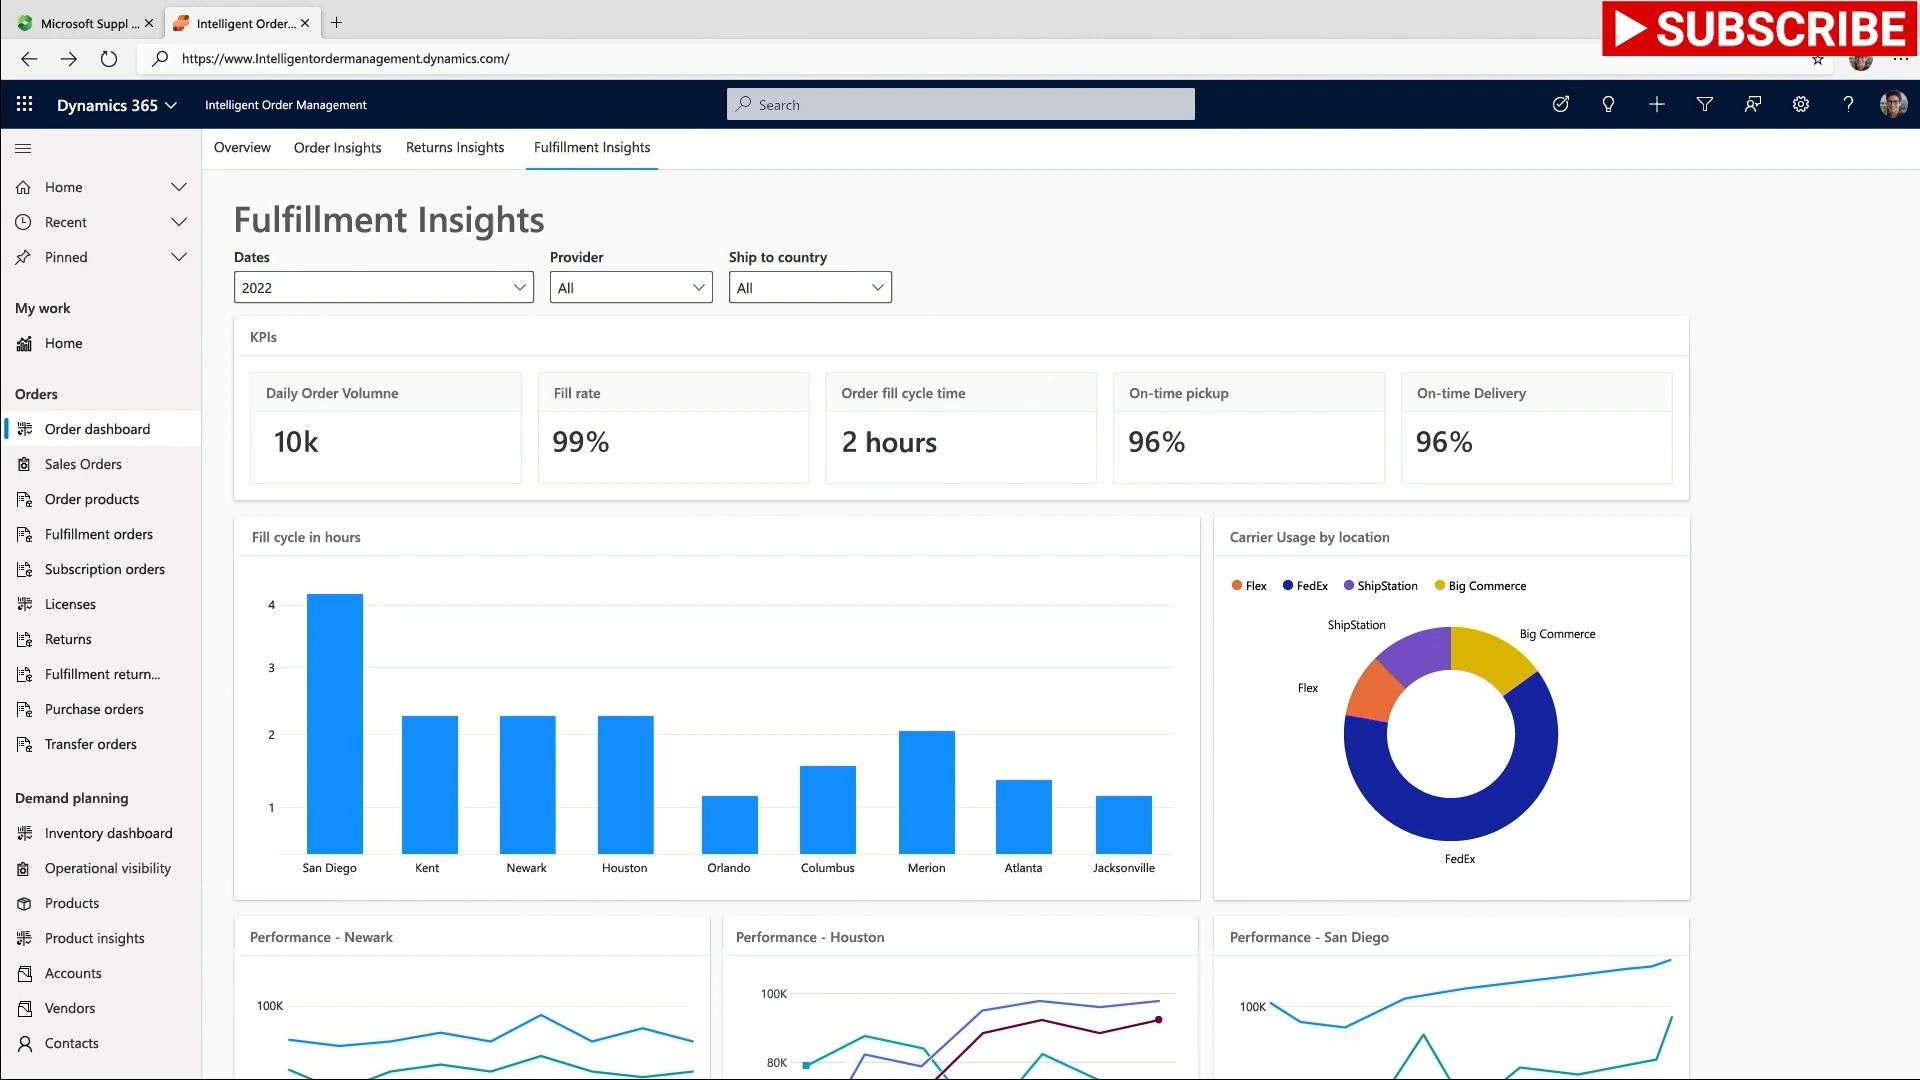 Microsoft Suppl ...
Intelligent Order...
SUBSCRIBE
https://www.Intelligentordermanagement.dynamics.com/
Dynamics 365
Intelligent Order Management
Search
Overview
Order Insights
Returns Insights
Fulfillment Insights
Home
Recent
Pinned
My work
Home
Orders
Order dashboard
Sales Orders
Order products
Fulfillment orders
Subscription orders
Licenses
Returns
Fulfillment return...
Purchase orders
Transfer orders
Demand planning
Inventory dashboard
Operational visibility
Products
Product insights
Accounts
Vendors
Contacts
Fulfillment Insights
Dates
2022
Provider
All
Ship to country
All
KPIs
Daily Order Volumne
10k
Fill rate
99%
Order fill cycle time
2 hours
On-time pickup
96%
On-time Delivery
96%
Fill cycle in hours
4
3
2
1
San Diego
Kent
Newark
Houston
Orlando
Columbus
Merion
Atlanta
Jacksonville
Carrier Usage by location
Flex
FedEx
ShipStation
Big Commerce
ShipStation
Big Commerce
Flex
FedEx
Performance - Newark
100K
Performance - Houston
100K
80K
Performance - San Diego
100K